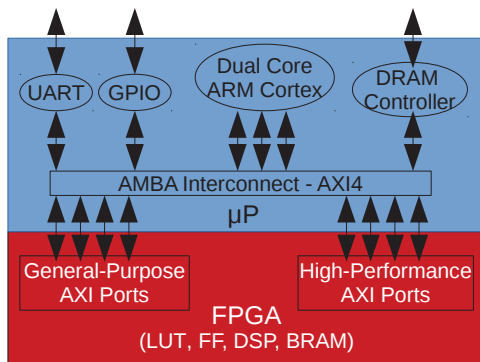 UART
GPIO
Dual Core
ARM Cortex
DRAM
Controller
AMBA Interconnect - AXI4
µP
General-Purpose
AXI Ports
High-Performance
AXI Ports
FPGA
(LUT, FF, DSP, BRAM)